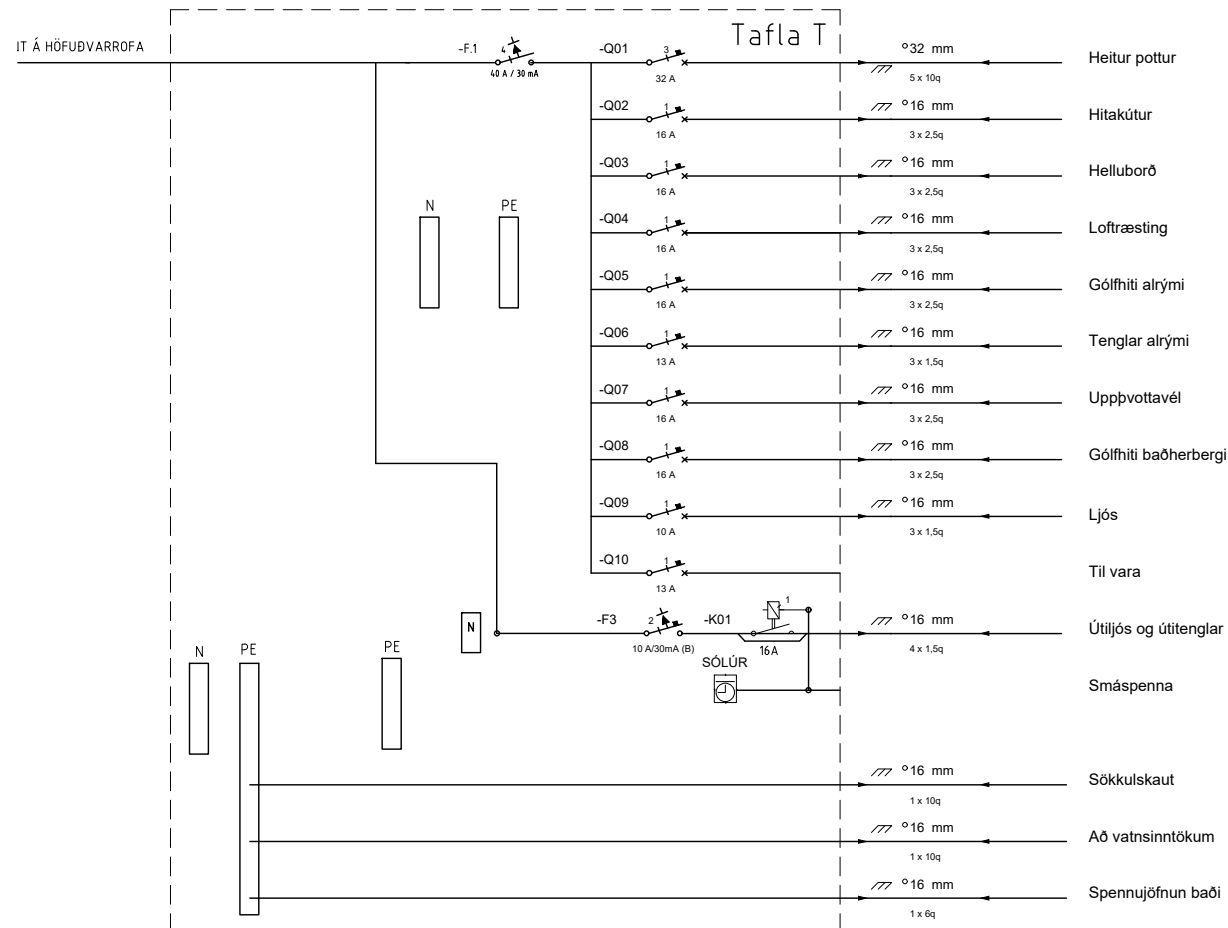 IT Á HÖFUÐVARROFA
Tafla T
-F.1 4 40 A / 30 mA
-Q01 3 32 A °32 mm 5 x 10q Heitur pottur
-Q02 1 16 A °16 mm 3 x 2,5q Hitakútur
-Q03 1 16 A °16 mm 3 x 2,5q Helluborð
N PE
-Q04 1 16 A °16 mm 3 x 2,5q Loftræsting
-Q05 1 16 A °16 mm 3 x 2,5q Gólfhiti alrými
-Q06 1 13 A °16 mm 3 x 1,5q Tenglar alrými
-Q07 1 16 A °16 mm 3 x 2,5q Uppþvottavél
-Q08 1 16 A °16 mm 3 x 2,5q Gólfhiti baðherbergi
-Q09 1 10 A °16 mm 3 x 1,5q Ljós
-Q10 1 13 A Til vara
N -F3 2 10 A/30mA (B) -K01 1 16A °16 mm 4 x 1,5q Útiljós og útitenglar
N PE PE SÓLÚR Smáspenna
°16 mm 1 x 10q Sökkulskaut
°16 mm 1 x 10q Að vatnsinntökum
°16 mm 1 x 6q Spennujöfnun baði